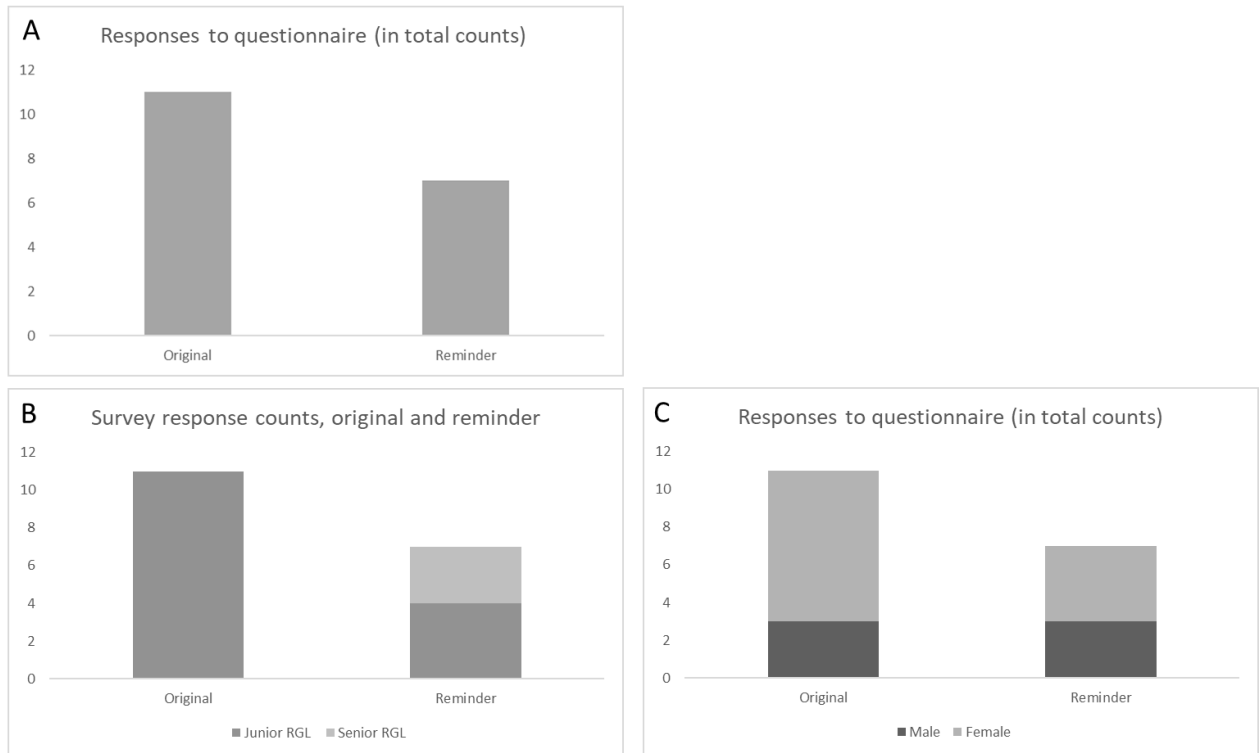 A
Responses to questionnaire (in total counts)
12
10
8
6
4
2
0
Original Reminder
B
Survey response counts, original and reminder
12
10
8
6
4
2
0
Original Reminder
Junior RGL Senior RGL
C
Responses to questionnaire (in total counts)
12
10
8
6
4
2
0
Original Reminder
Male Female